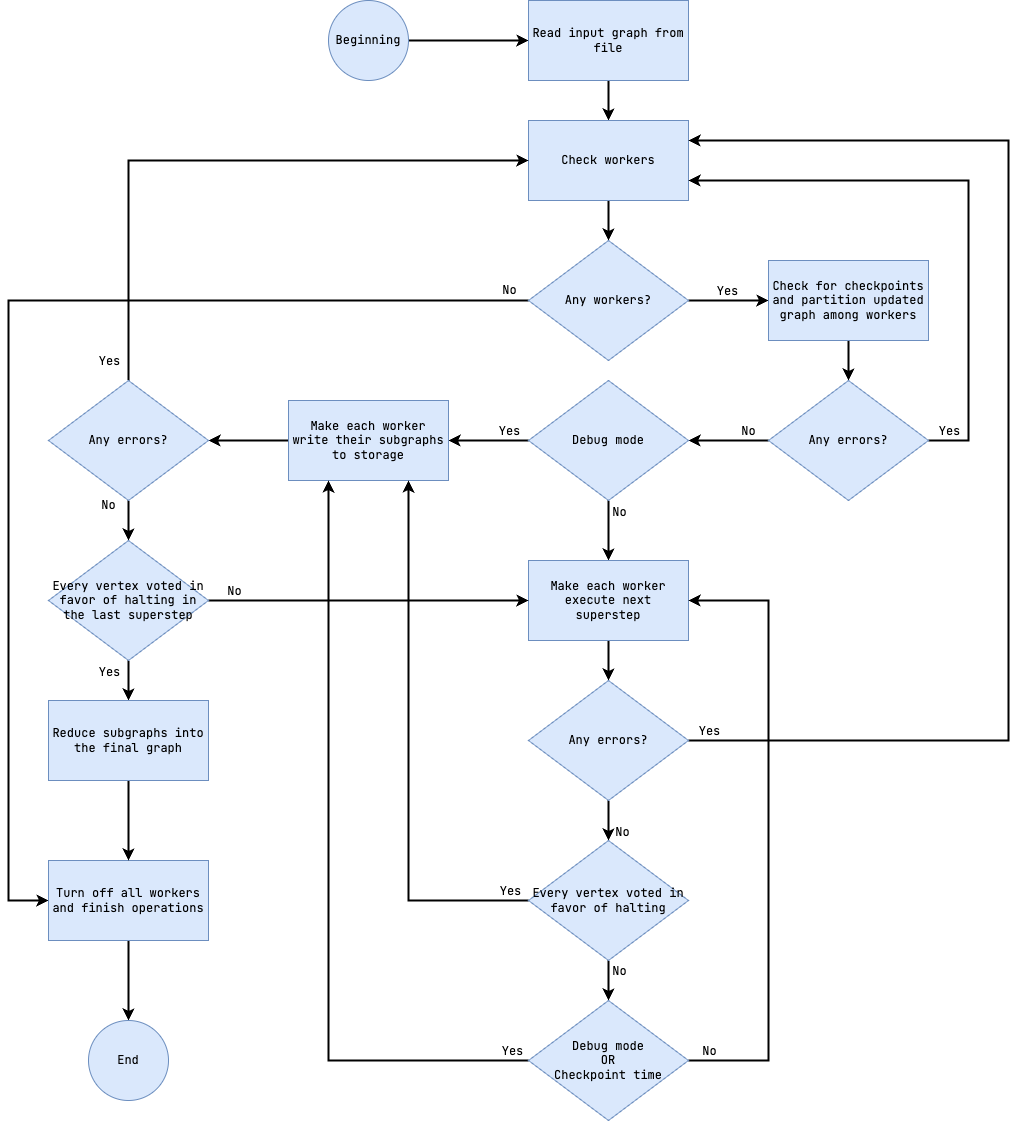 Beginning
Read input graph from
file
Check workers
Any workers?
No
Yes
Check for checkpoints
and partition updated
graph among workers
Yes
Any errors?
Make each worker
write their subgraphs
to storage
Yes
Debug mode
No
Any errors?
Yes
No
No
Every vertex voted in
favor of halting in
the last superstep
No
Make each worker
execute next
superstep
Yes
Reduce subgraphs into
the final graph
Any errors?
Yes
No
Turn off all workers
and finish operations
Yes
Every vertex voted in
favor of halting
No
End
Yes
Debug mode
OR
Checkpoint time
No